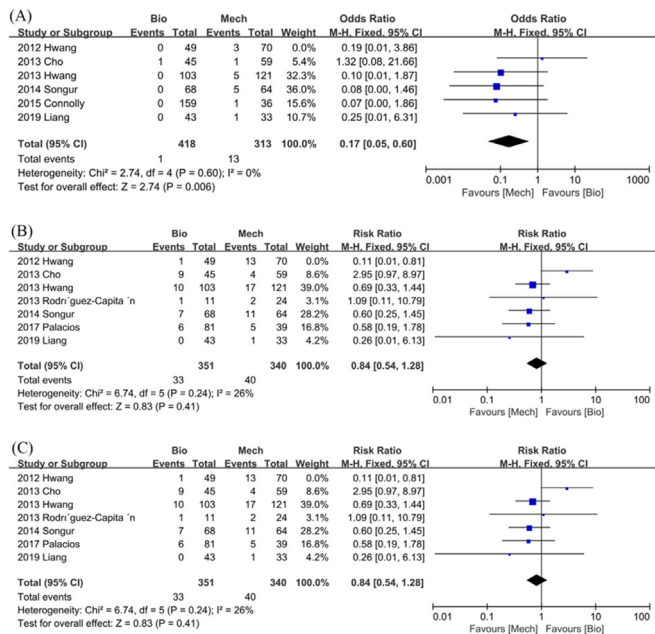 (A)
Bio Mech Odds Ratio Odds Ratio
Study or Subgroup Events Total Events Total Weight M-H, Fixed, 95% CI M-H, Fixed, 95% CI
2012 Hwang 0 49 3 70 0.0% 0.19 [0.01, 3.86]
2013 Cho 1 45 1 59 5.4% 1.32 [0.08, 21.66]
2013 Hwang 0 103 5 121 32.3% 0.10 [0.01, 1.87]
2014 Songur 0 68 5 64 36.0% 0.08 [0.00, 1.46]
2015 Connolly 0 159 1 36 15.6% 0.07 [0.00, 1.86]
2019 Liang 0 43 1 33 10.7% 0.25 [0.01, 6.31]
Total (95% CI) 418 313 100.0% 0.17 [0.05, 0.60]
Total events 1 13
Heterogeneity: Chi² = 2.74, df = 4 (P = 0.60); I² = 0%
Test for overall effect: Z = 2.74 (P = 0.006)
0.001 0.1 1 10 1000
Favours [Mech] Favours [Bio]
(B)
Bio Mech Risk Ratio Risk Ratio
Study or Subgroup Events Total Events Total Weight M-H, Fixed, 95% CI M-H, Fixed, 95% CI
2012 Hwang 1 49 13 70 0.0% 0.11 [0.01, 0.81]
2013 Cho 9 45 4 59 8.6% 2.95 [0.97, 8.97]
2013 Hwang 10 103 17 121 39.0% 0.69 [0.33, 1.44]
2013 Rodrı´guez-Capita´n 1 11 2 24 3.1% 1.09 [0.11, 10.79]
2014 Songur 7 68 11 64 28.2% 0.60 [0.25, 1.45]
2017 Palacios 6 81 5 39 16.8% 0.58 [0.19, 1.78]
2019 Liang 0 43 1 33 4.2% 0.26 [0.01, 6.13]
Total (95% CI) 351 340 100.0% 0.84 [0.54, 1.28]
Total events 33 40
Heterogeneity: Chi² = 6.74, df = 5 (P = 0.24); I² = 26%
Test for overall effect: Z = 0.83 (P = 0.41)
0.01 0.1 1 10 100
Favours [Mech] Favours [Bio]
(C)
Bio Mech Risk Ratio Risk Ratio
Study or Subgroup Events Total Events Total Weight M-H, Fixed, 95% CI M-H, Fixed, 95% CI
2012 Hwang 1 49 13 70 0.0% 0.11 [0.01, 0.81]
2013 Cho 9 45 4 59 8.6% 2.95 [0.97, 8.97]
2013 Hwang 10 103 17 121 39.0% 0.69 [0.33, 1.44]
2013 Rodrı´guez-Capita´n 1 11 2 24 3.1% 1.09 [0.11, 10.79]
2014 Songur 7 68 11 64 28.2% 0.60 [0.25, 1.45]
2017 Palacios 6 81 5 39 16.8% 0.58 [0.19, 1.78]
2019 Liang 0 43 1 33 4.2% 0.26 [0.01, 6.13]
Total (95% CI) 351 340 100.0% 0.84 [0.54, 1.28]
Total events 33 40
Heterogeneity: Chi² = 6.74, df = 5 (P = 0.24); I² = 26%
Test for overall effect: Z = 0.83 (P = 0.41)
0.01 0.1 1 10 100
Favours [Mech] Favours [Bio]